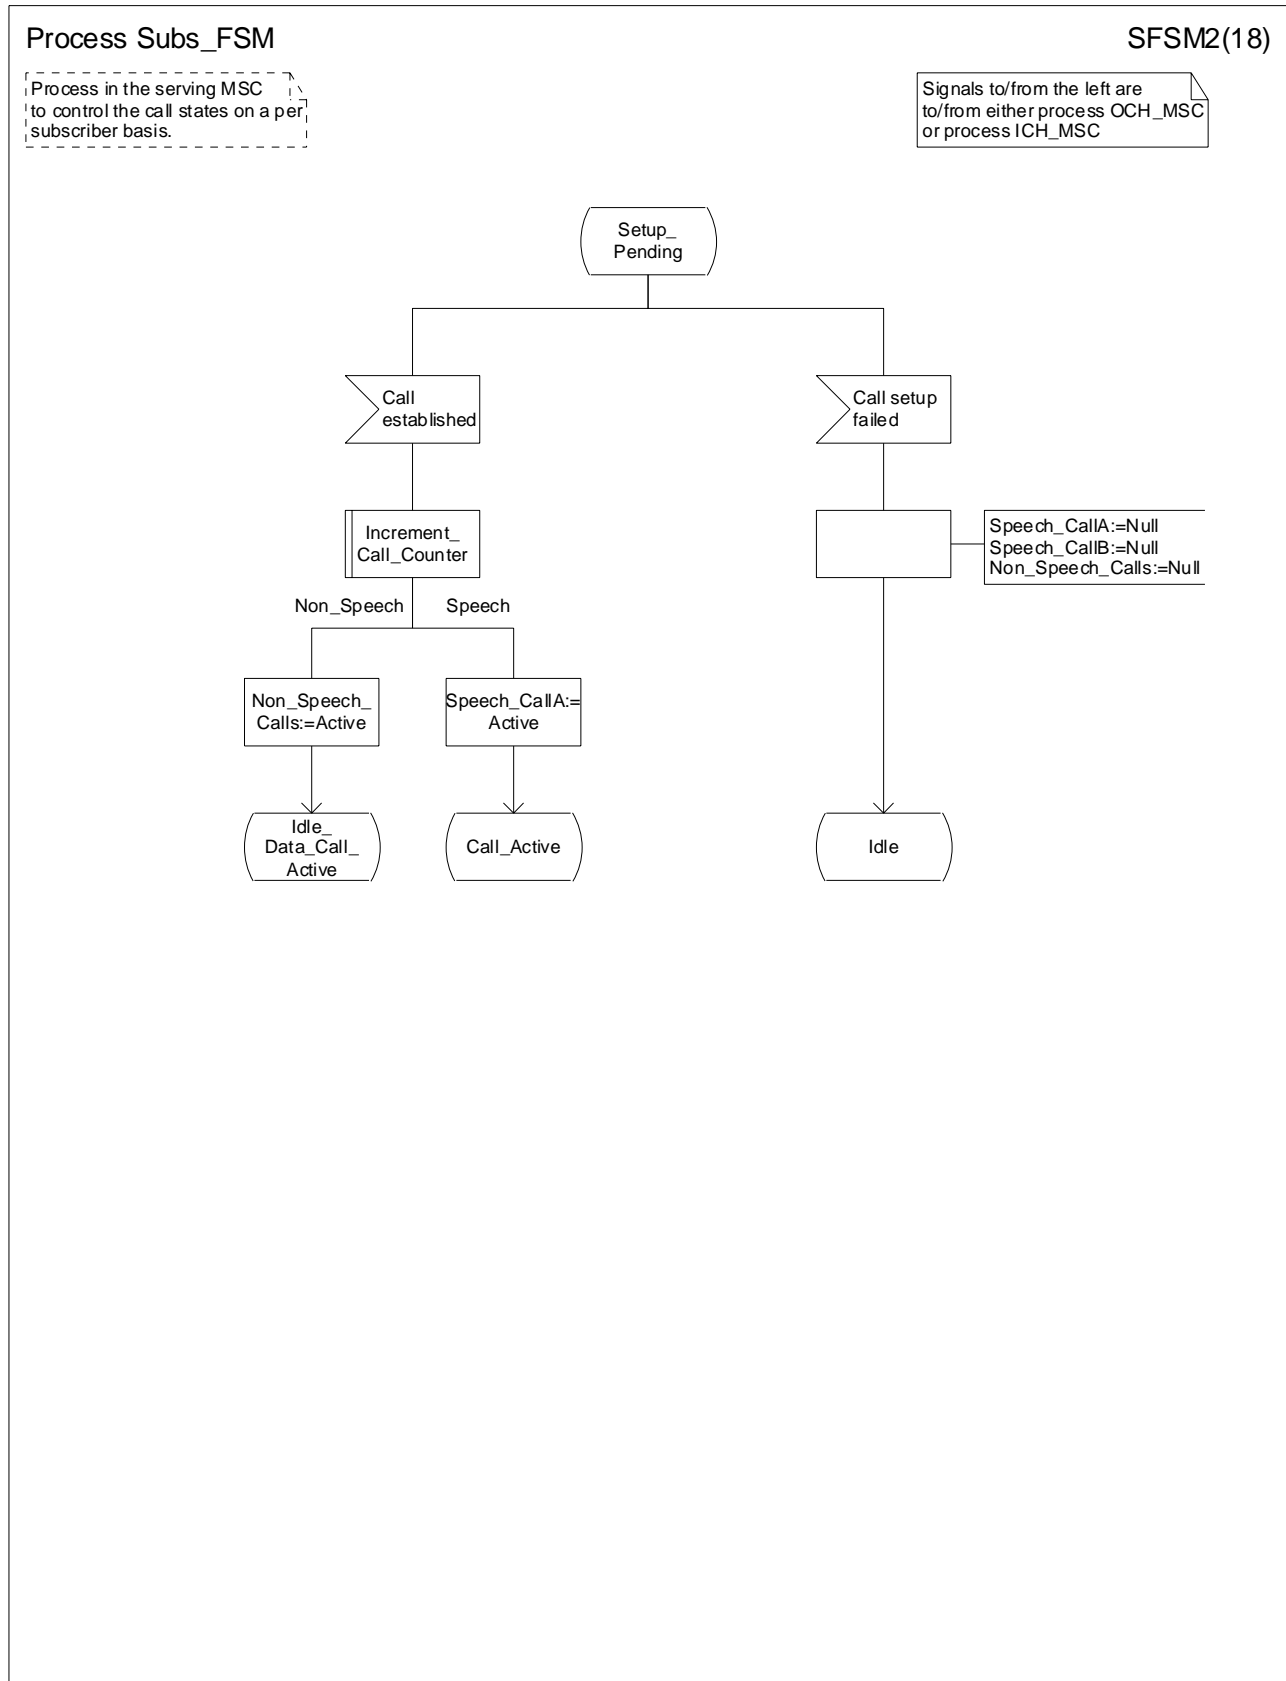 Process Subs_FSM
SFSM2(18)
Process in the serving MSC
to control the call states on a per
subscriber basis.
Signals to/from the left are
to/from either process OCH_MSC
or process ICH_MSC
Setup_
Pending
Call
established
Call setup
failed
Increment_
Call_Counter
Speech_CallA:=Null
Speech_CallB:=Null
Non_Speech_Calls:=Null
Non_Speech
Speech
Non_Speech_
Calls:=Active
Speech_CallA:=
Active
Idle_
Data_Call_
Active
Call_Active
Idle